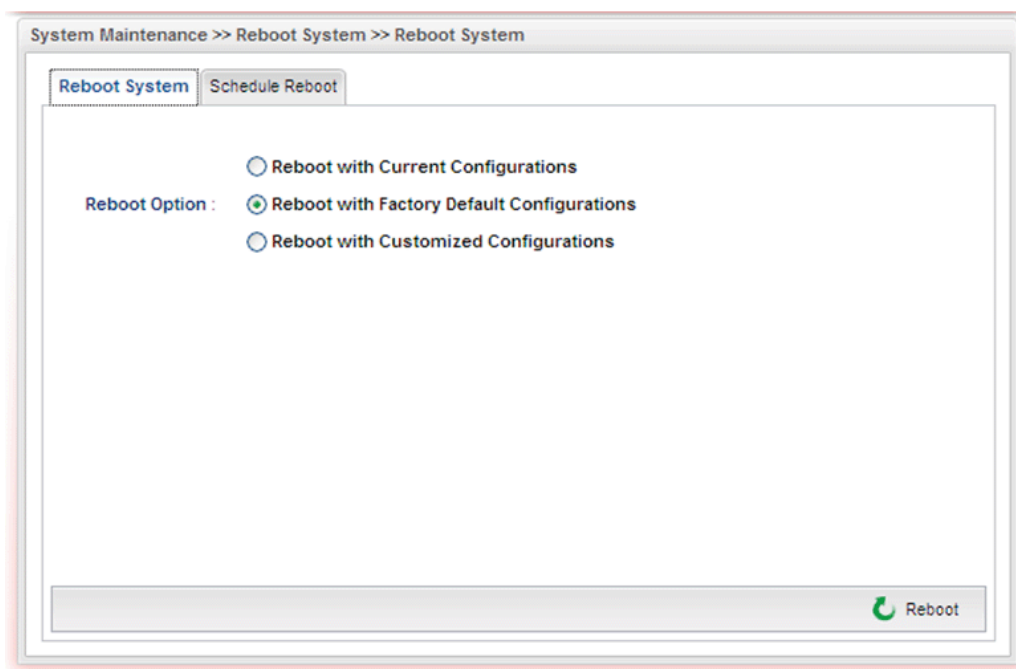 System Maintenance >> Reboot System >> Reboot System
Reboot System Schedule Reboot
Reboot with Current Configurations
Reboot Option : Reboot with Factory Default Configurations
Reboot with Customized Configurations
Reboot